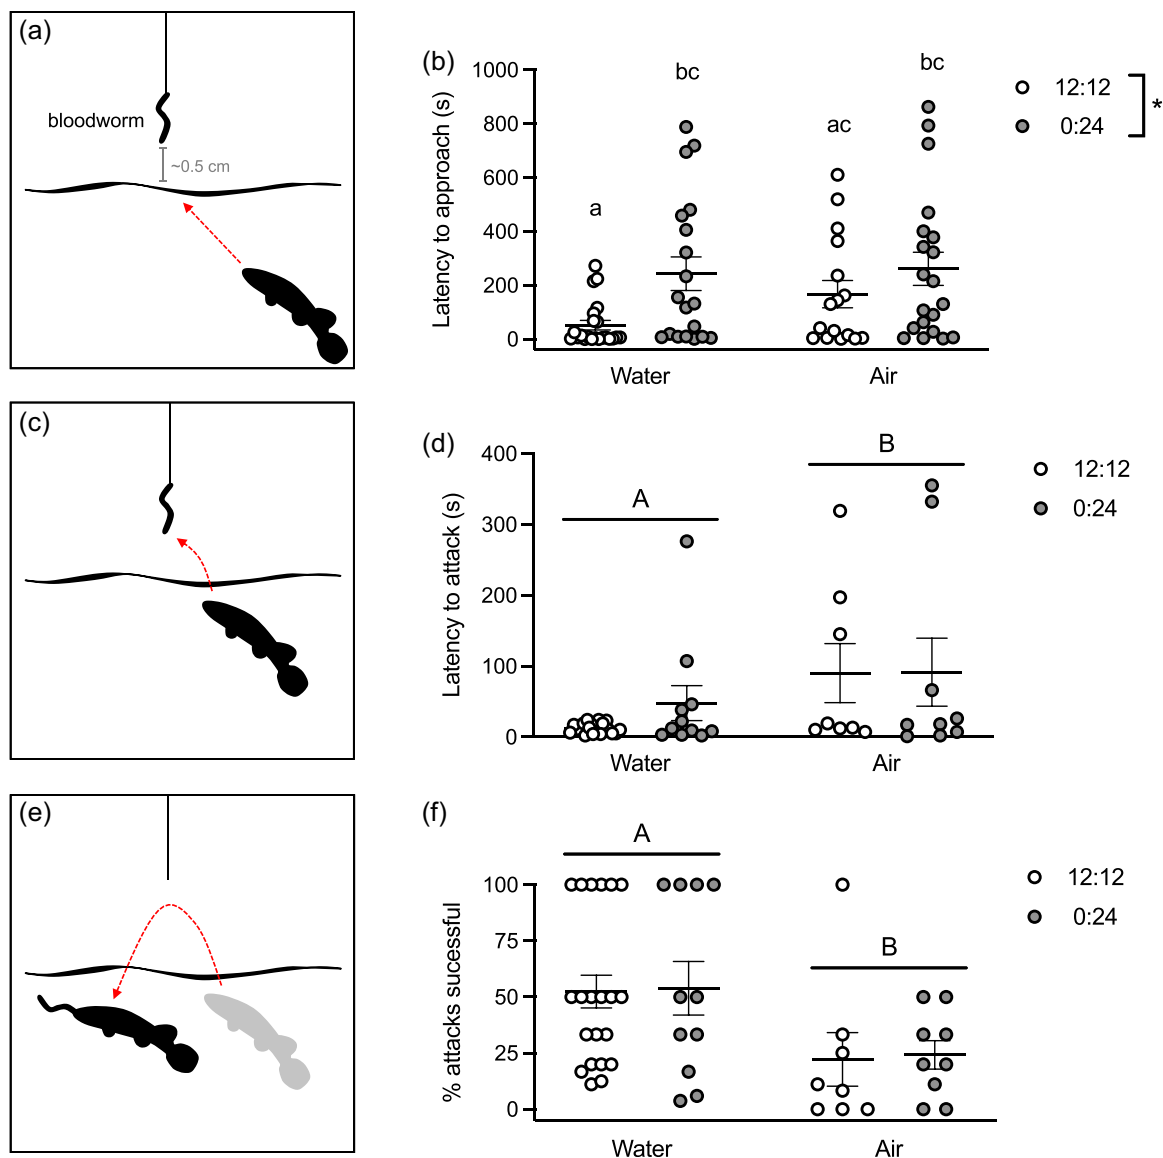 (a)
bloodworm
~0.5 cm
(b)
Latency to approach (s)
1000
800
600
400
200
0
a
bc
ac
bc
Water
Air
12:12
0:24
*
(c)
(d)
Latency to attack (s)
400
300
200
100
0
A
B
Water
Air
12:12
0:24
(e)
(f)
% attacks sucessful
100
75
50
25
0
A
B
Water
Air
12:12
0:24